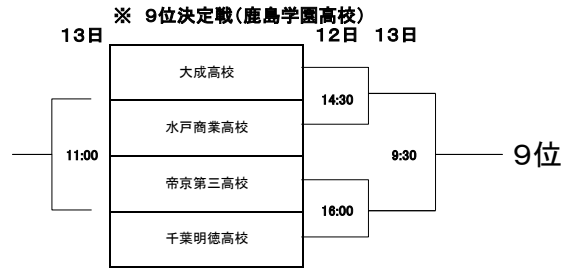 ※ 9位決定戦(鹿島学園高校)
13日 12日 13日
大成高校
14:30
水戸商業高校
11:00 9:30 9位
帝京第三高校
16:00
千葉明徳高校